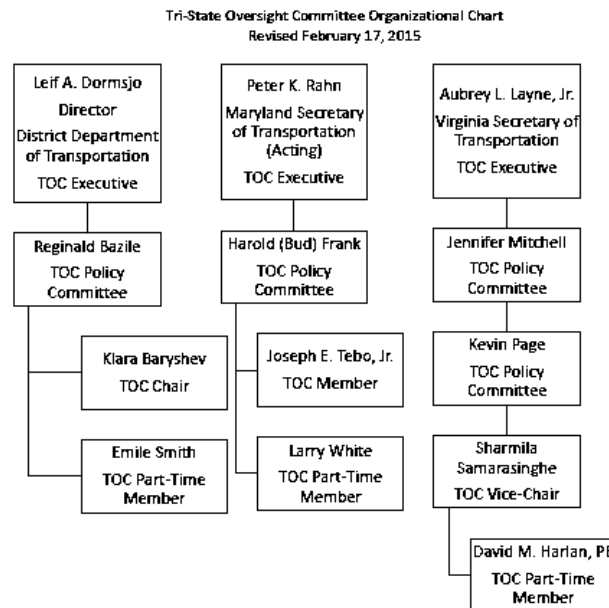 Tri-State Oversight Committee Organizational Chart
Revised February 17, 2015
Leif A. Dormsjo
Director
District Department
of Transportation
TOC Executive
Peter K. Rahn
Maryland Secretary
of Transportation
(Acting)
TOC Executive
Aubrey L. Layne, Jr.
Virginia Secretary of
Transportation
TOC Executive
Reginald Bazile
TOC Policy
Committee
Harold (Bud) Frank
TOC Policy
Committee
Jennifer Mitchell
TOC Policy
Committee
Klara Baryshev
TOC Chair
Joseph E. Tebo, Jr.
TOC Member
Kevin Page
TOC Policy
Committee
Emile Smith
TOC Part-Time
Member
Larry White
TOC Part-Time
Member
Sharmila
Samarasinghe
TOC Vice-Chair
David M. Harlan, PE
TOC Part-Time
Member